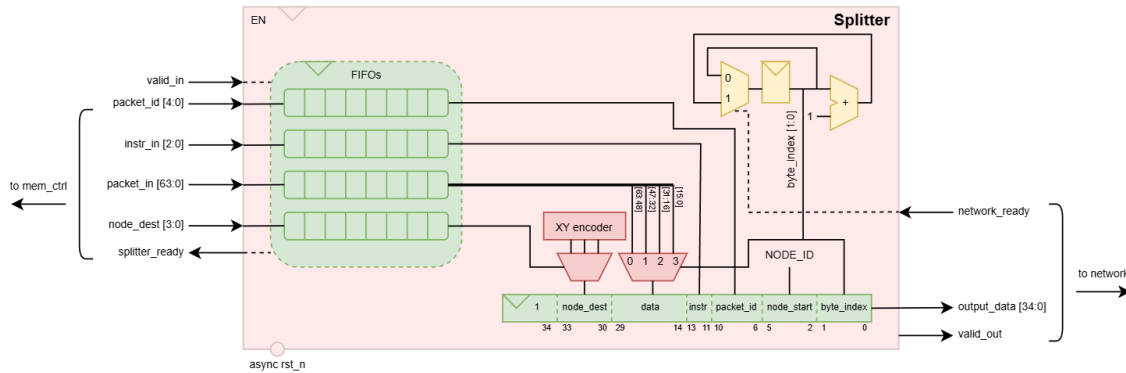 EN
Splitter
FIFOs
valid_in
packet_id [4:0]
instr_in [2:0]
packet_in [63:0]
node_dest [3:0]
splitter_ready
to mem_ctrl
0
1
+
1
byte_index [1:0]
[63:48]
[47:32]
[31:16]
[15:0]
XY encoder
0 1 2 3
NODE_ID
network_ready
to network
output_data [34:0]
valid_out
1 node_dest data instr packet_id node_start byte_index
34 33 30 29 14 13 11 10 6 5 2 1 0
async rst_n